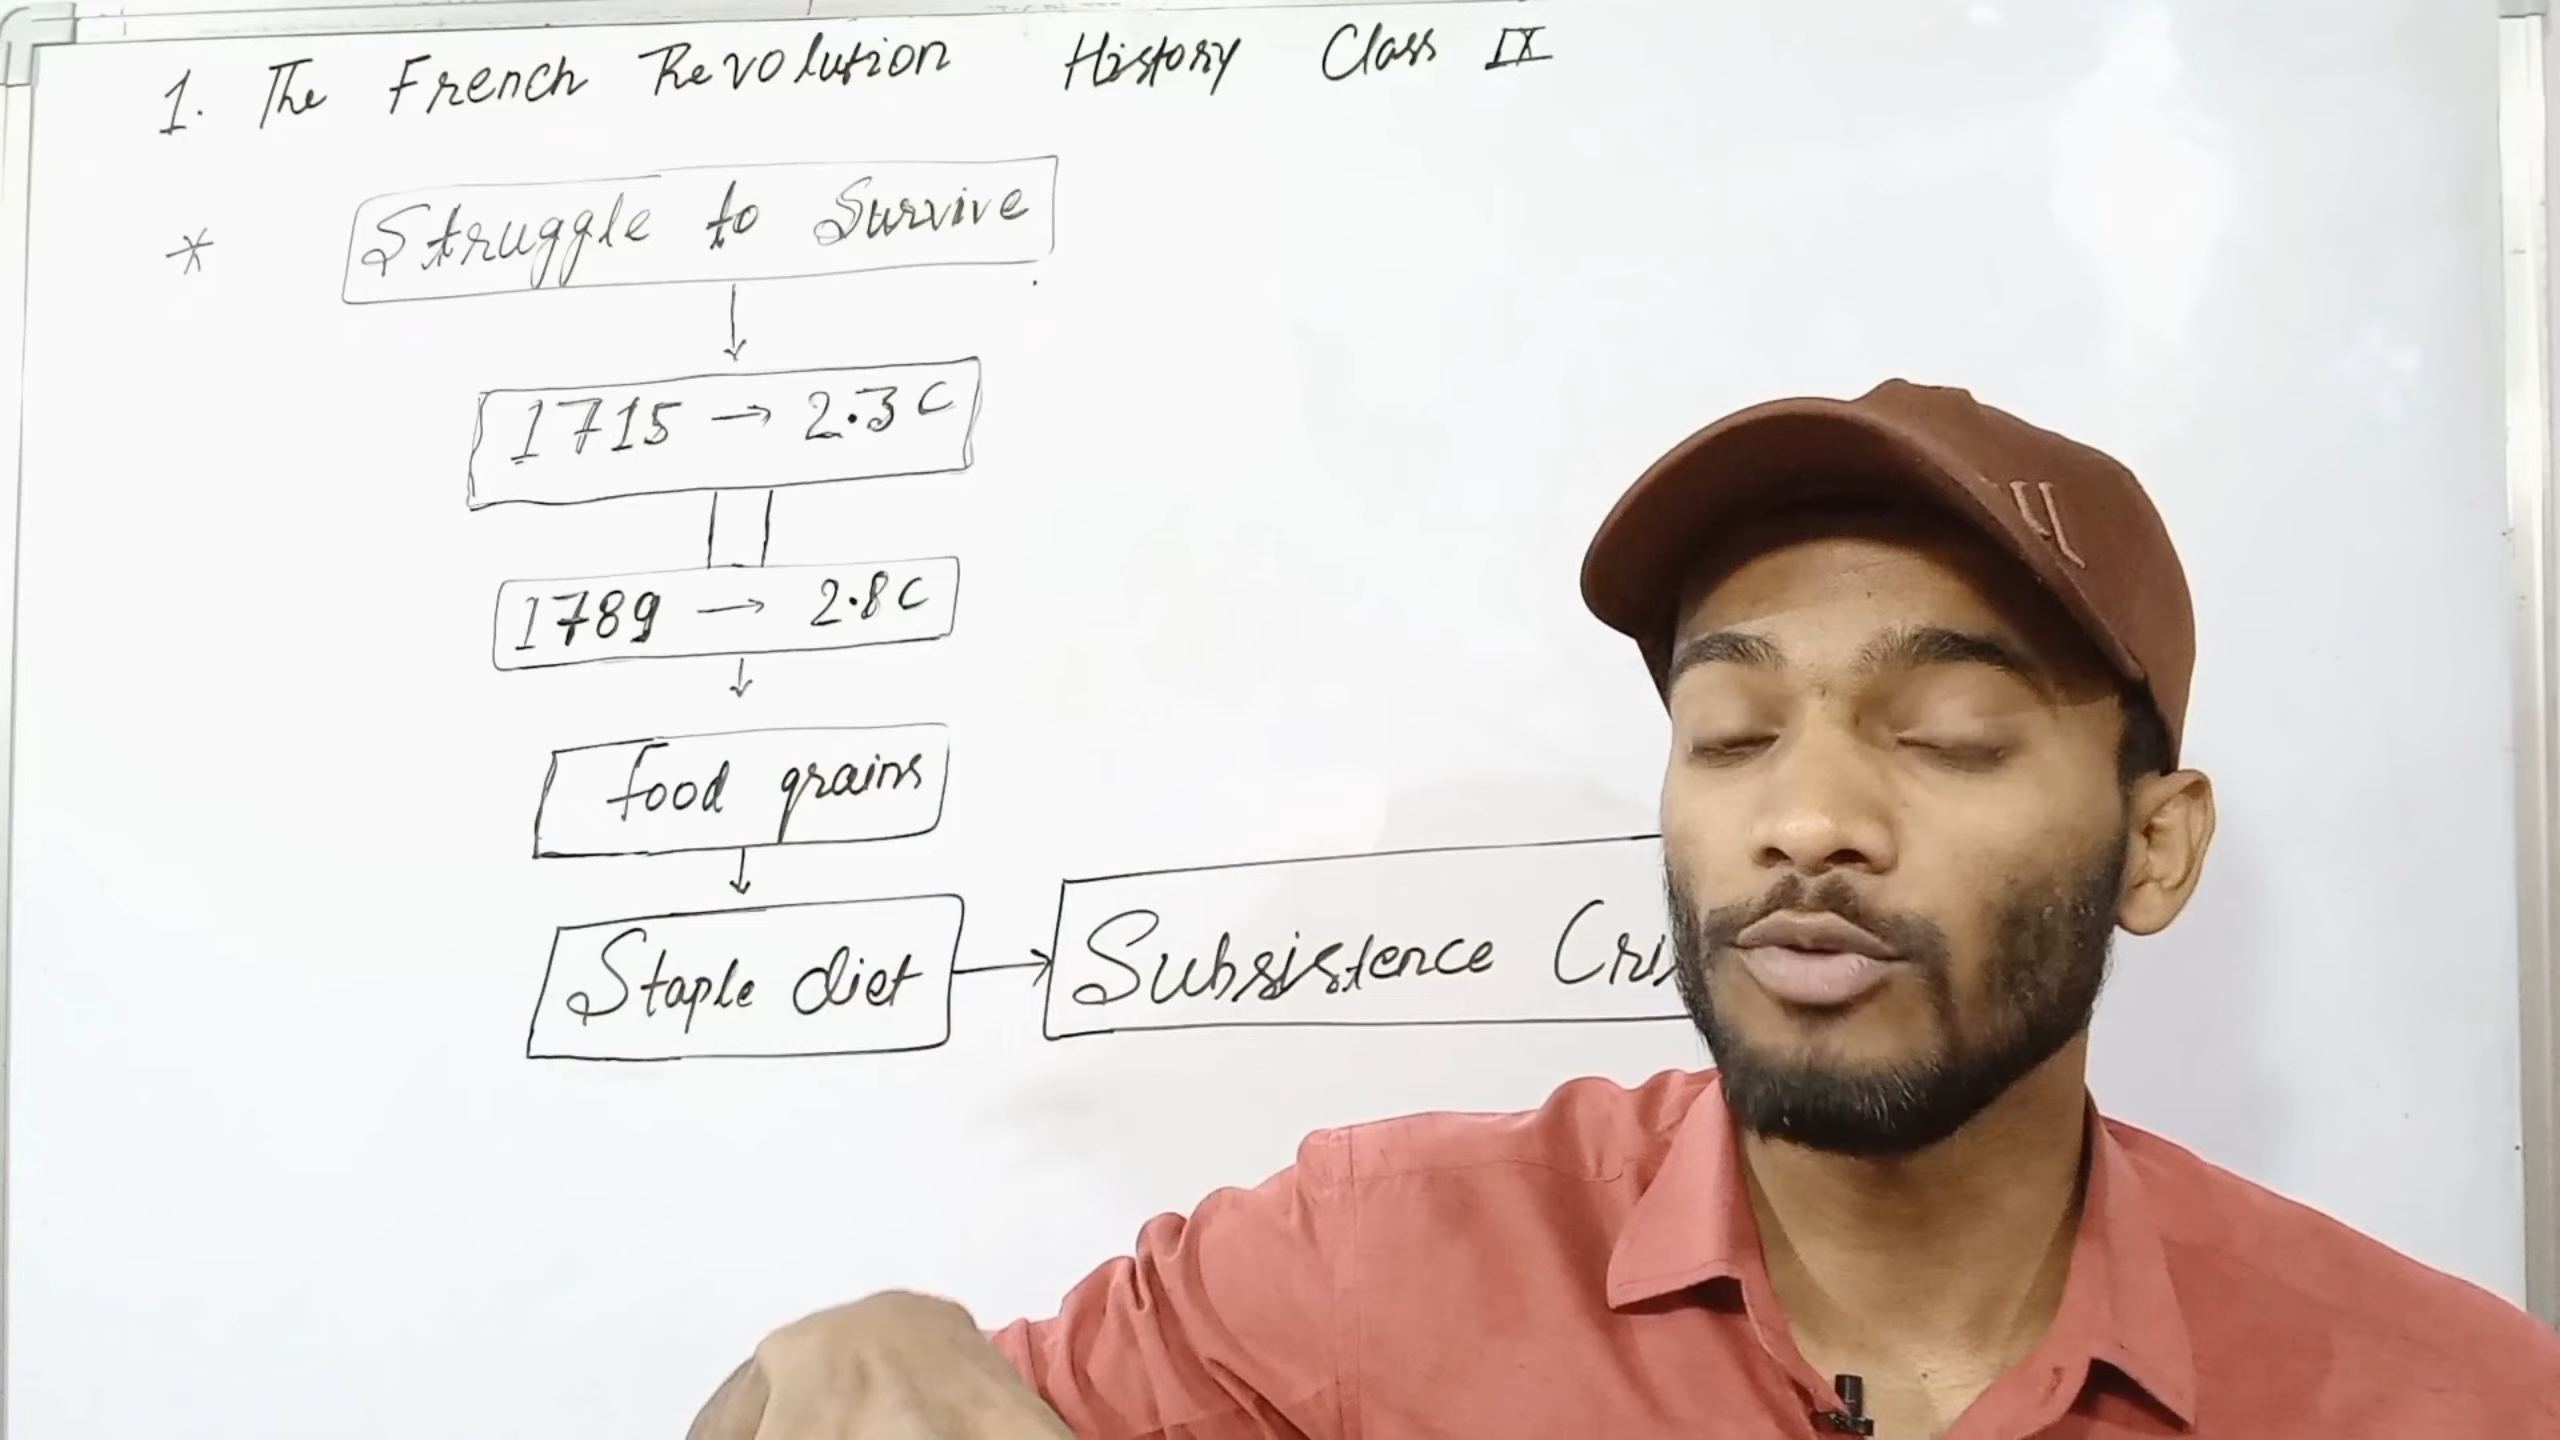 1. The French Revolution History Class IX
* Struggle to Survive
1715 → 2.3 C
1789 → 2.8 C
food grains
Staple diet → Subsistence